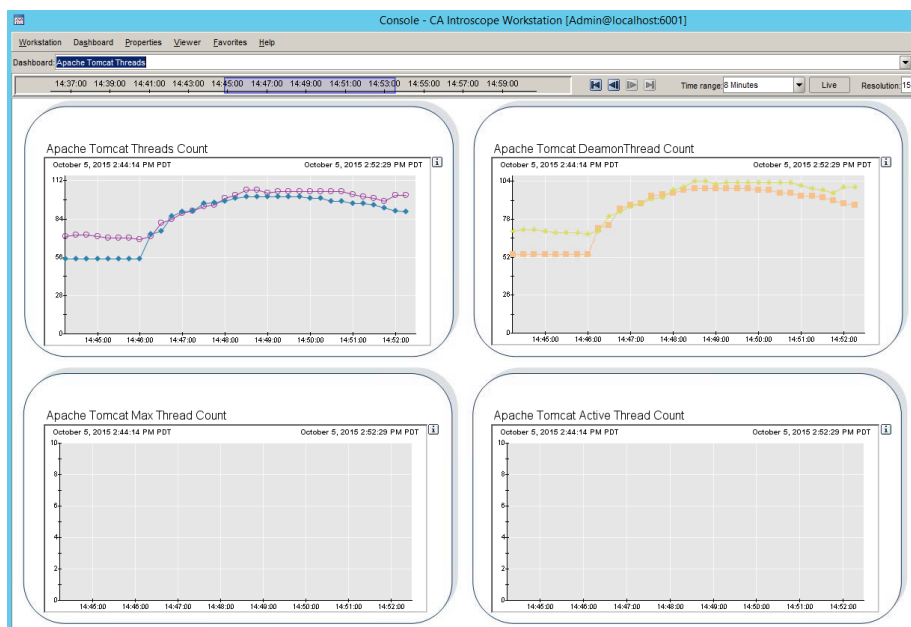 Console - CA Introscope Workstation [Admin@localhost:6001]
Workstation Dashboard Properties Viewer Favorites Help
Dashboard: Apache Tomcat Threads
14:37:00 14:39:00 14:41:00 14:43:00 14:45:00 14:47:00 14:49:00 14:51:00 14:53:00 14:55:00 14:57:00 14:59:00 Time range: 8 Minutes Live Resolution: 15
Apache Tomcat Threads Count
October 5, 2015 2:44:14 PM PDT October 5, 2015 2:52:29 PM PDT i
112
84
56
28
0
14:45:00 14:46:00 14:47:00 14:48:00 14:49:00 14:50:00 14:51:00 14:52:00
Apache Tomcat DeamonThread Count
October 5, 2015 2:44:14 PM PDT October 5, 2015 2:52:29 PM PDT i
104
78
52
26
0
14:45:00 14:46:00 14:47:00 14:48:00 14:49:00 14:50:00 14:51:00 14:52:00
Apache Tomcat Max Thread Count
October 5, 2015 2:44:14 PM PDT October 5, 2015 2:52:29 PM PDT i
10
8
6
4
2
0
14:45:00 14:46:00 14:47:00 14:48:00 14:49:00 14:50:00 14:51:00 14:52:00
Apache Tomcat Active Thread Count
October 5, 2015 2:44:14 PM PDT October 5, 2015 2:52:29 PM PDT i
10
8
6
4
2
0
14:45:00 14:46:00 14:47:00 14:48:00 14:49:00 14:50:00 14:51:00 14:52:00